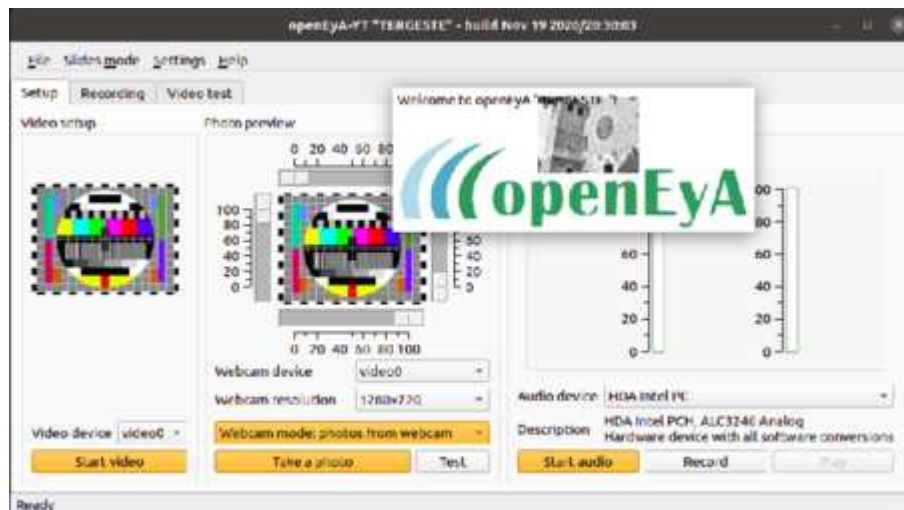 openEyA-YT "TERGESTE" - build Nov 19 2020/20:30:03
File Slides mode Settings Help
Setup Recording Video test
Video setup
Photo preview
Welcome to openEyA
openEyA
0 20 40 60 80
100
80
60
40
20
0
60
40
20
0
60
40
20
0
80
60
40
20
0
0 20 40 60 80 100
Webcam device video0
Webcam resolution 1280x720
Webcam mode: photos from webcam
Take a photo Test
Video device video0
Start video
Audio device HDA Intel PC
Description HDA Intel PCH, ALC3246 Analog
Hardware device with all software conversions
Start audio Record Play
Ready